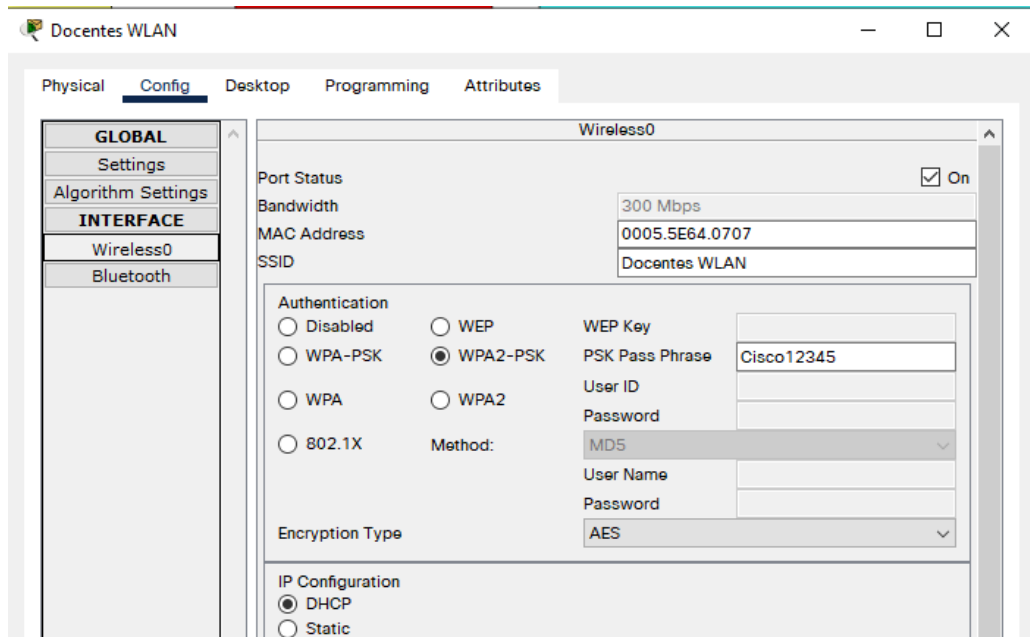 Docentes WLAN
Physical Config Desktop Programming Attributes
GLOBAL
Settings
Algorithm Settings
INTERFACE
Wireless0
Bluetooth
Wireless0
Port Status On
Bandwidth 300 Mbps
MAC Address 0005.5E64.0707
SSID Docentes WLAN
Authentication
Disabled WEP WEP Key
WPA-PSK WPA2-PSK PSK Pass Phrase Cisco12345
User ID
WPA WPA2
Password
802.1X Method: MD5
User Name
Password
Encryption Type AES
IP Configuration
DHCP
Static